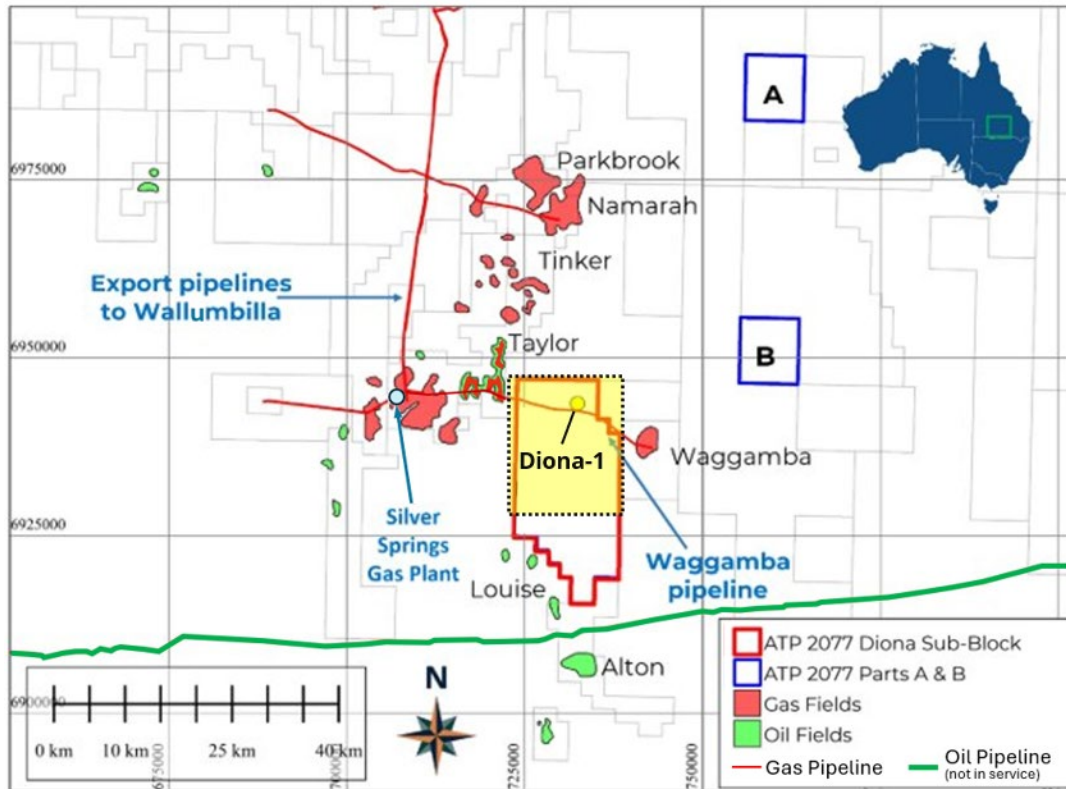 A
Parkbrook
6975000
Namarah
Tinker
Export pipelines
to Wallumbilla
B
6950000
Taylor
Diona-1
Waggamba
Silver
Springs
Gas Plant
6925000
Waggamba
pipeline
Louise
ATP 2077 Diona Sub-Block
ATP 2077 Parts A & B
Gas Fields
Oil Fields
Gas Pipeline
Oil Pipeline
(not in service)
Alton
N
6900000
0 km 10 km 25 km 40 km
675000
700000
725000
750000